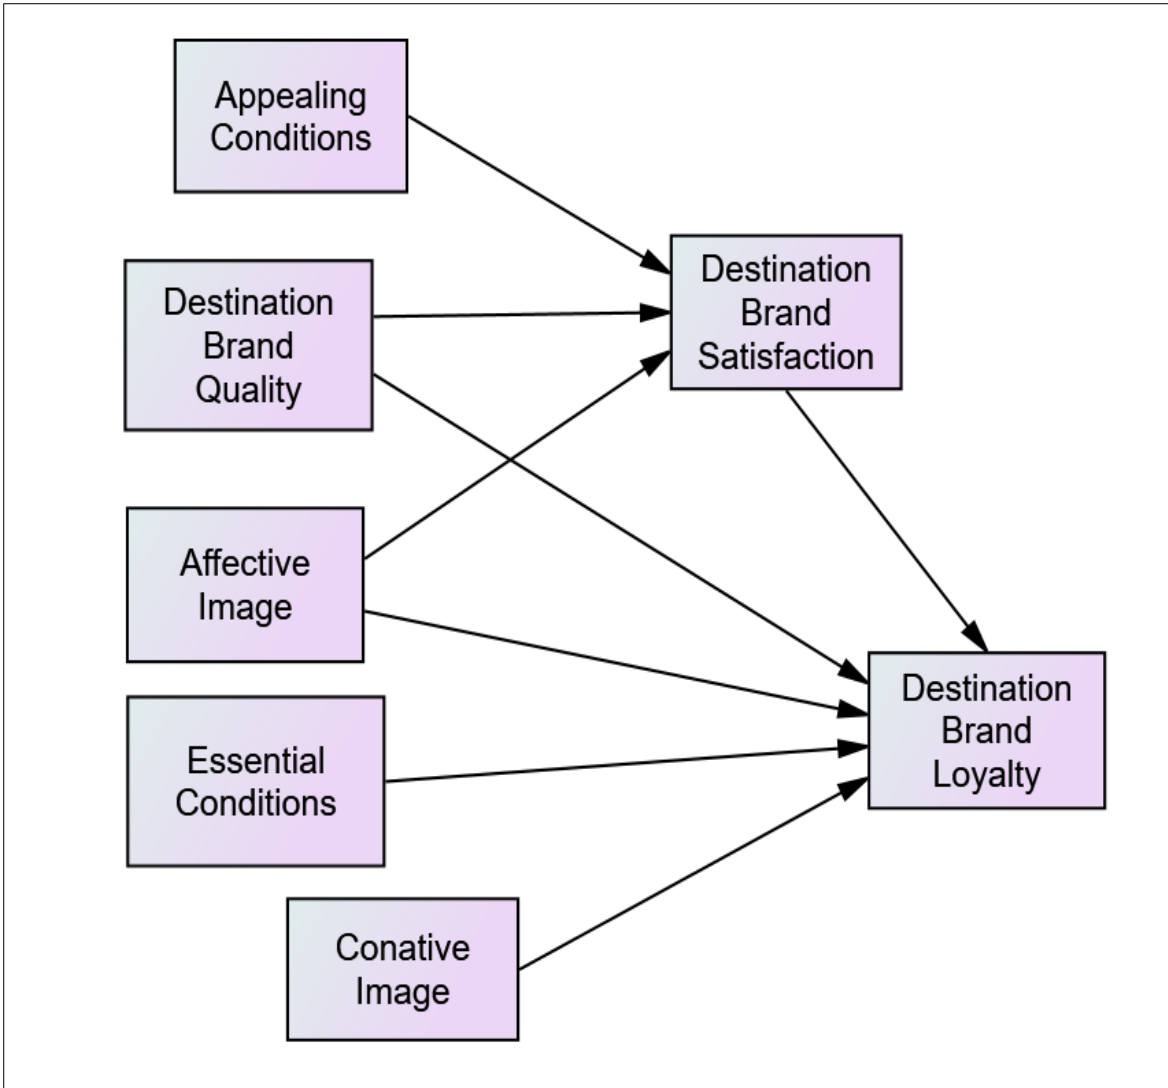 Appealing
Conditions
Destination
Brand
Quality
Destination
Brand
Satisfaction
Affective
Image
Essential
Conditions
Destination
Brand
Loyalty
Conative
Image